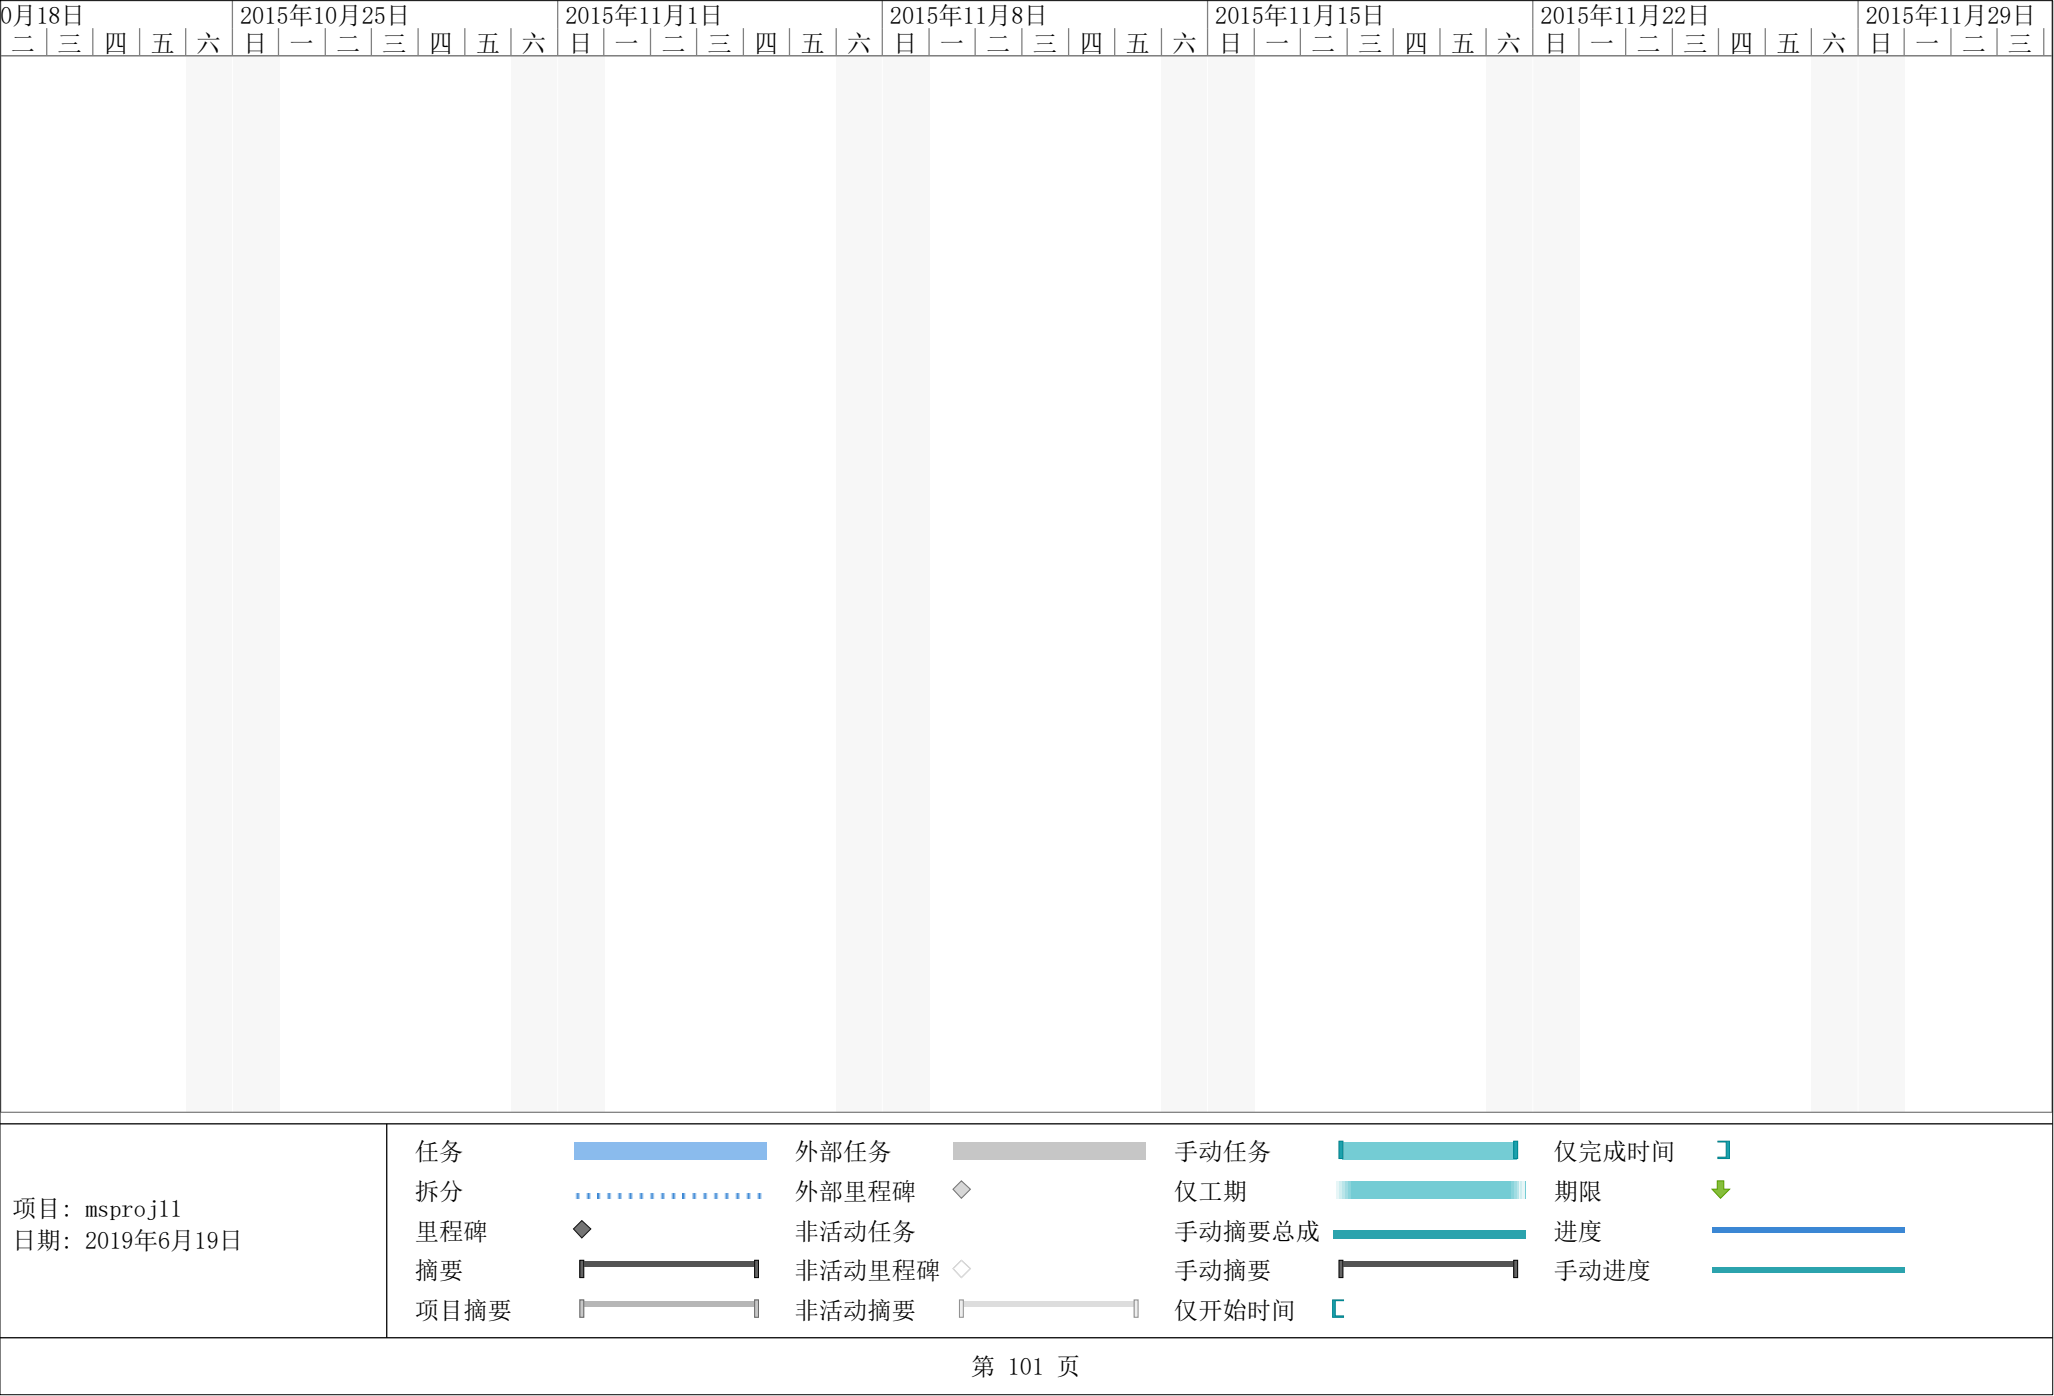 0月18日 2015年10月25日 2015年11月1日 2015年11月8日 2015年11月15日 2015年11月22日 2015年11月29日
二 三 四 五 六 日 一 二 三 四 五 六 日 一 二 三 四 五 六 日 一 二 三 四 五 六 日 一 二 三 四 五 六 日 一 二 三 四 五 六 日 一 二 三
项目: msproj11
日期: 2019年6月19日
任务 外部任务 手动任务 仅完成时间
拆分 外部里程碑 仅工期 期限
里程碑 非活动任务 手动摘要总成 进度
摘要 非活动里程碑 手动摘要 手动进度
项目摘要 非活动摘要 仅开始时间
第 101 页